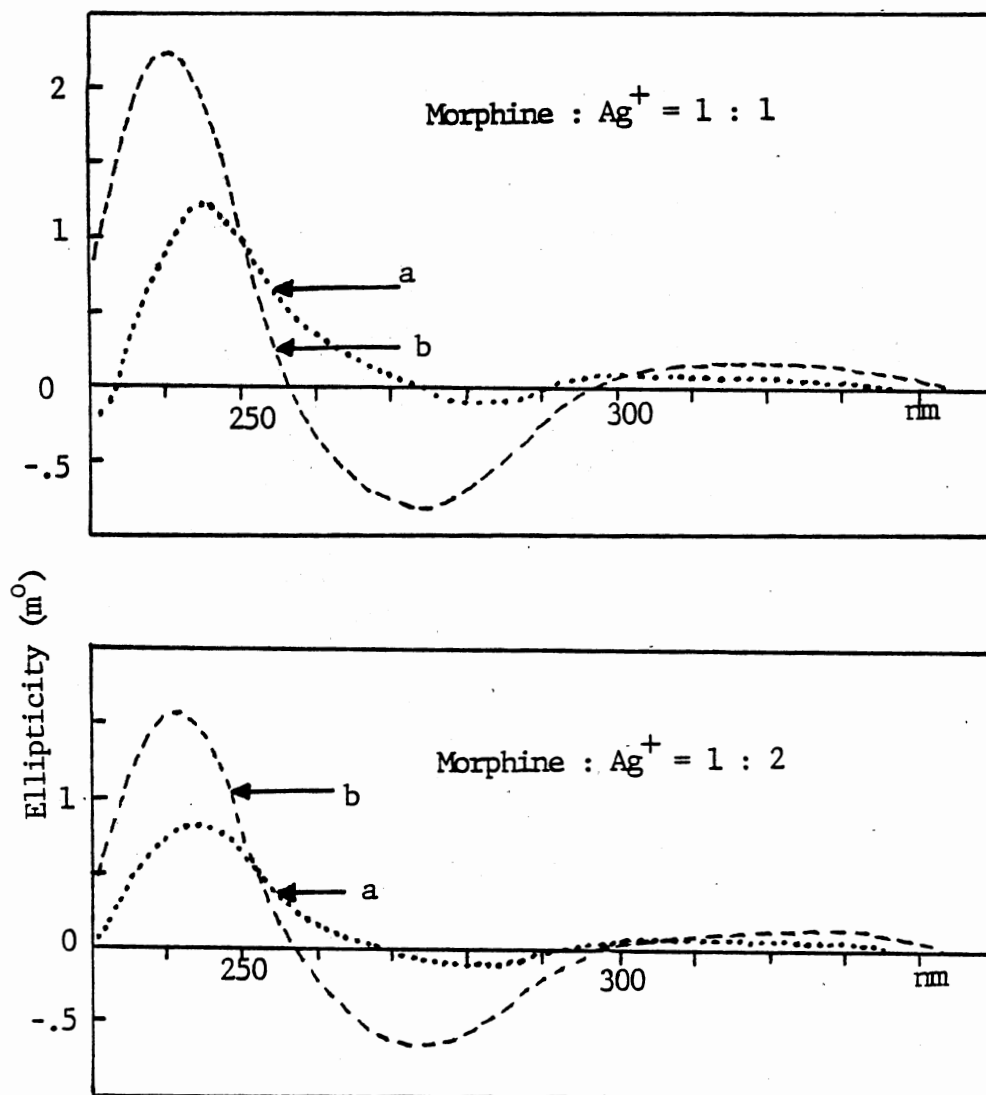 2
Morphine : Ag+ = 1 : 1
1
a
b
0
250
300
nm
-.5
Ellipticity (mº)
Morphine : Ag+ = 1 : 2
b
1
a
0
250
300
nm
-.5